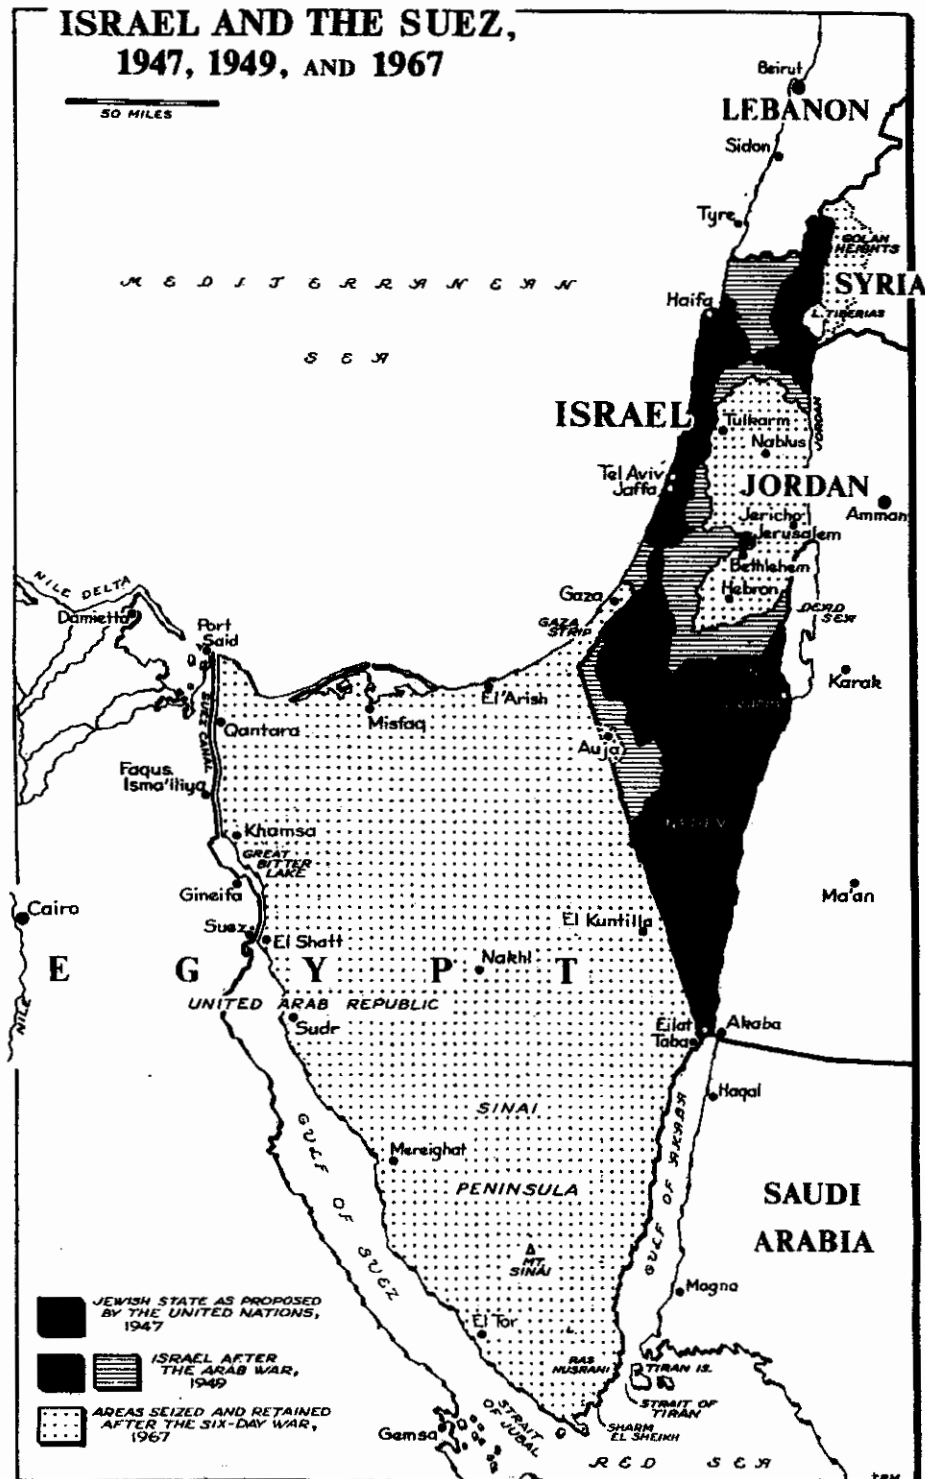 ISRAEL AND THE SUEZ,
1947, 1949, AND 1967
50 MILES
Beirut
LEBANON
Sidon
Tyre
GOLAN
HEIGHTS
SYRIA
MEDITERRANEAN
Haifa
L. TIBERIAS
SEA
ISRAEL
Tulkarm
JORDAN
Nablus
Tel Aviv
Jaffa
JORDAN
Amman
Jericho
Jerusalem
Bethlehem
Hebron
DEAD
SEA
NILE DELTA
Damietta
Port
Said
Gaza
GAZA
STRIP
El'Arish
Karak
Misfaq
SUEZ CANAL
Qantara
Auja
Faqus
Isma'iliya
NEGEV
Khamsa
GREAT
BITTER
LAKE
Gineifa
Ma'an
Cairo
El Kuntilla
Suez
El Shatt
Nakhl
EGYPT
UNITED ARAB REPUBLIC
NILE
Sudr
Eilat
Akaba
Taba
Haqal
SINAI
GULF OF AKABA
GULF OF SUEZ
Mereighat
PENINSULA
SAUDI
ARABIA
MT.
SINAI
Magna
El Tor
RAS
NUSRANI
TIRAN IS.
STRAIT OF
TIRAN
SHARM
EL SHEIKH
STRAIT
OF JUBAL
Gemsa
RED SEA
JEWISH STATE AS PROPOSED
BY THE UNITED NATIONS,
1947
ISRAEL AFTER
THE ARAB WAR,
1949
AREAS SEIZED AND RETAINED
AFTER THE SIX-DAY WAR,
1967